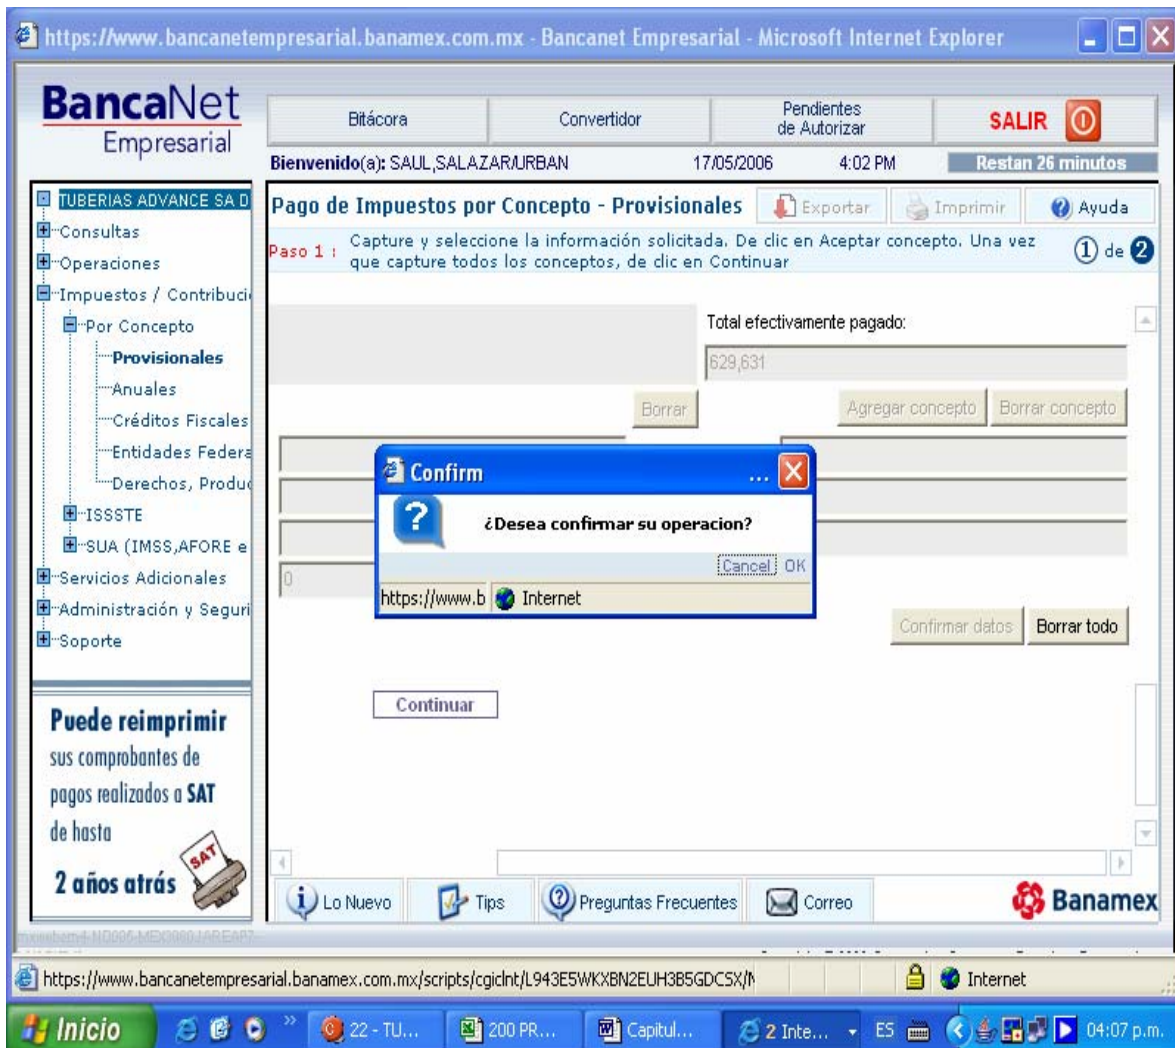 https://www.bancanetempresarial.banamex.com.mx - Bancanet Empresarial - Microsoft Internet Explorer
BancaNet
Empresarial
Bitácora
Convertidor
Pendientes
de Autorizar
SALIR
Bienvenido(a): SAUL,SALAZAR/URBAN
17/05/2006
4:02 PM
Restan 26 minutos
TUBERIAS ADVANCE SA D
Consultas
Operaciones
Impuestos / Contribuci
Por Concepto
Provisionales
Anuales
Créditos Fiscales
Entidades Federa
Derechos, Produc
ISSSTE
SUA (IMSS,AFORE e
Servicios Adicionales
Administración y Seguri
Soporte
Puede reimprimir
sus comprobantes de
pagos realizados a SAT
de hasta
2 años atrás
SAT
Pago de Impuestos por Concepto - Provisionales
Exportar
Imprimir
Ayuda
Paso 1 : Capture y seleccione la información solicitada. De clic en Aceptar concepto. Una vez
que capture todos los conceptos, de clic en Continuar
1 de 2
Total efectivamente pagado:
629,631
Borrar
Agregar concepto
Borrar concepto
Confirm
...
¿Desea confirmar su operacion?
Cancel OK
https://www.b
Internet
0
Confirmar datos
Borrar todo
Continuar
Lo Nuevo
Tips
Preguntas Frecuentes
Correo
Banamex
https://www.bancanetempresarial.banamex.com.mx/scripts/cgiclnt/L943E5WKXBN2EUH3B5GDCSX/N
Internet
Inicio
22 - TU...
200 PR...
Capitul...
2 Inte...
ES
04:07 p.m.